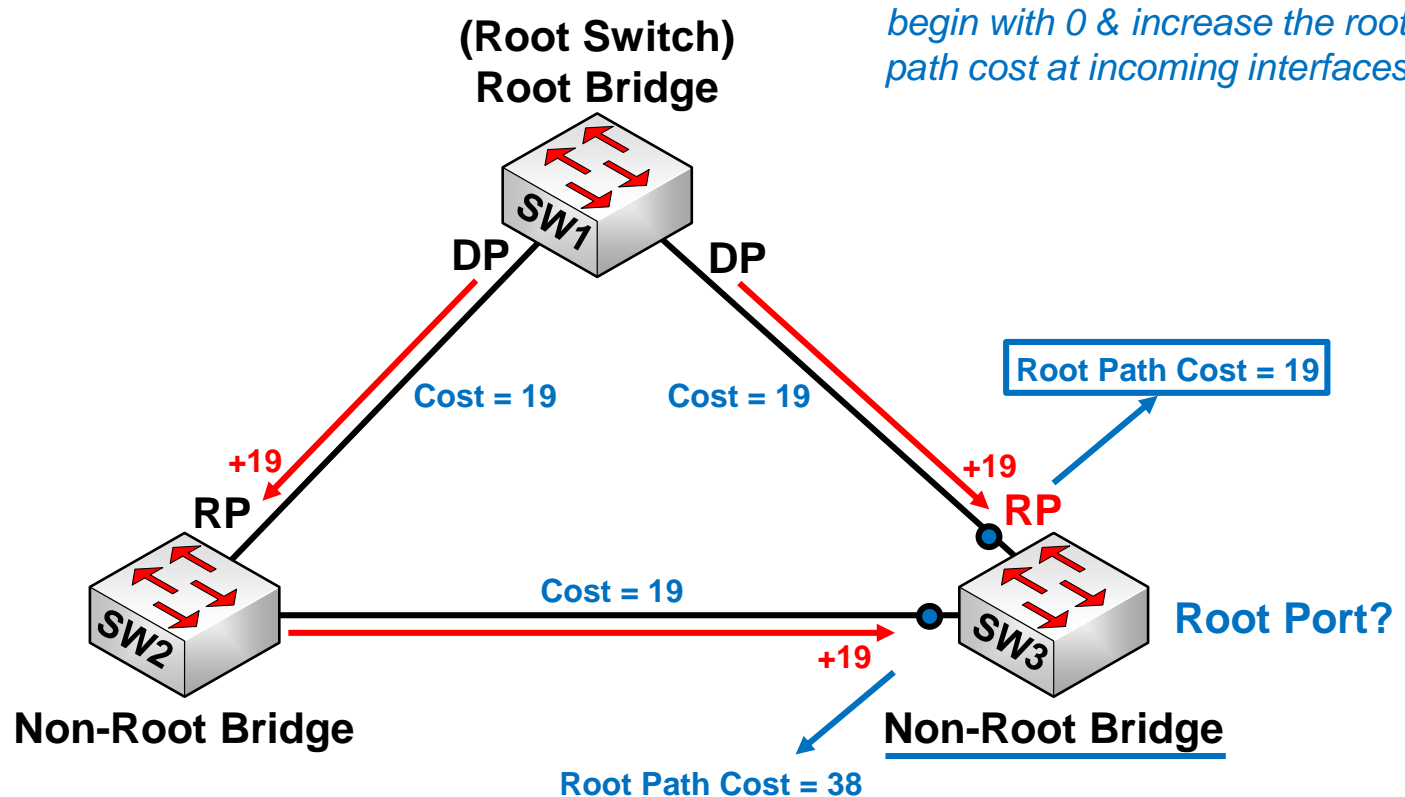 begin with 0 & increase the root
path cost at incoming interfaces
(Root Switch)
Root Bridge
SW1
DP
DP
Root Path Cost = 19
Cost = 19
Cost = 19
+19
+19
RP
RP
Cost = 19
SW2
SW3
Root Port?
+19
Non-Root Bridge
Non-Root Bridge
Root Path Cost = 38